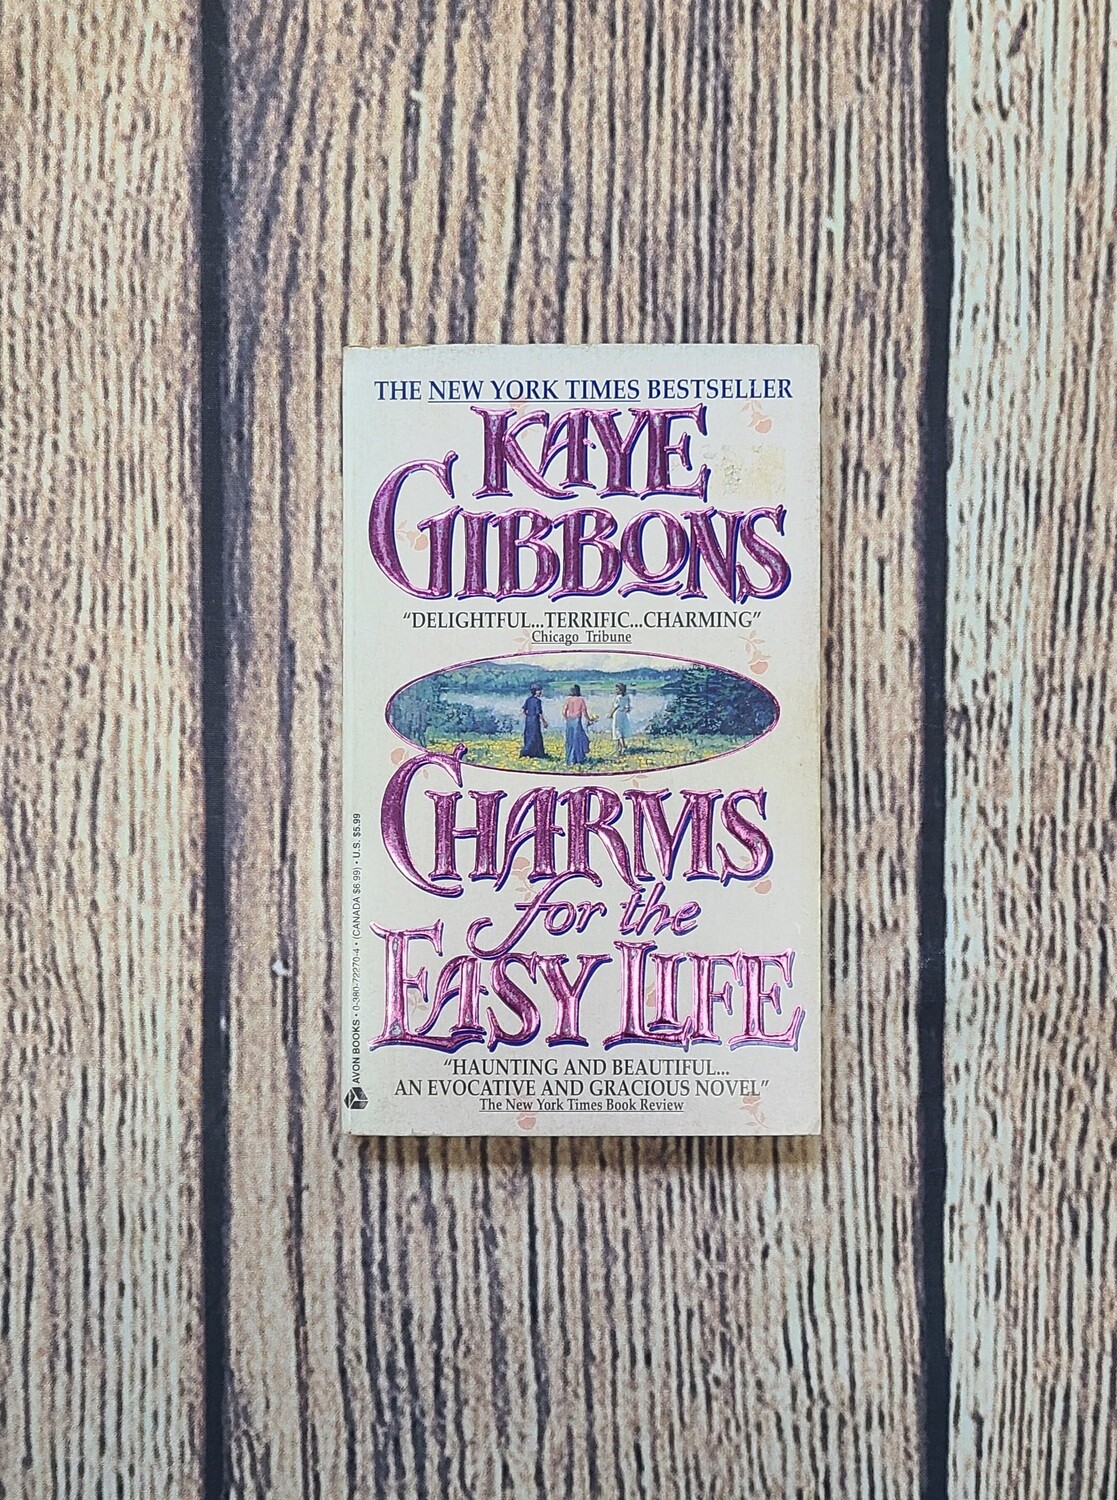 THE NEW YORK TIMES BESTSELLER
KAYE
GIBBONS
“DELIGHTFUL...TERRIFIC...CHARMING”
Chicago Tribune
CHARMS
for the
EASY LIFE
“HAUNTING AND BEAUTIFUL...
AN EVOCATIVE AND GRACIOUS NOVEL”
The New York Times Book Review
AVON BOOKS • 0-380-72270-4 • (CANADA $6.99) • U.S. $5.99